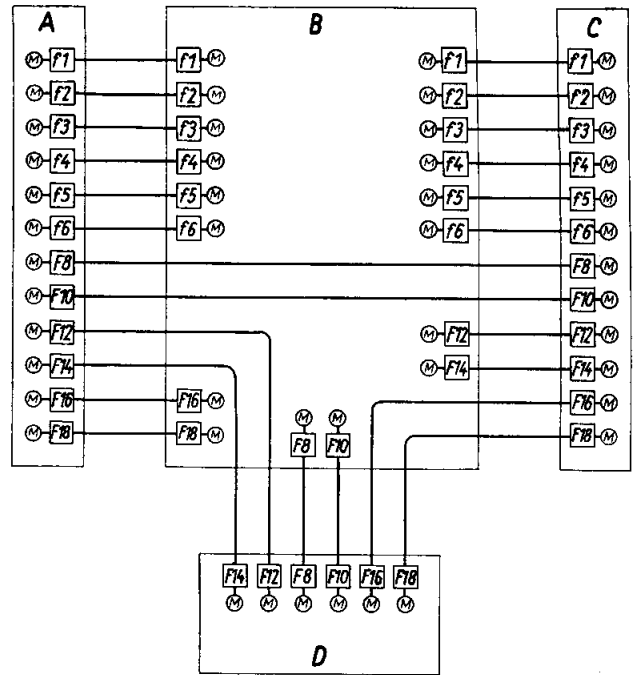 A B C
M f1 f1 M M f1 f1 M
M f2 f2 M M f2 f2 M
M f3 f3 M M f3 f3 M
M f4 f4 M M f4 f4 M
M f5 f5 M M f5 f5 M
M f6 f6 M M f6 f6 M
M F8 F8 M
M F10 F10 M
M F12 M F12 F12 M
M F14 M F14 F14 M
M F16 F16 M F16 M
M F18 F18 M F18 M
M M
F8 F10
F14 F12 F8 F10 F16 F18
M M M M M M
D